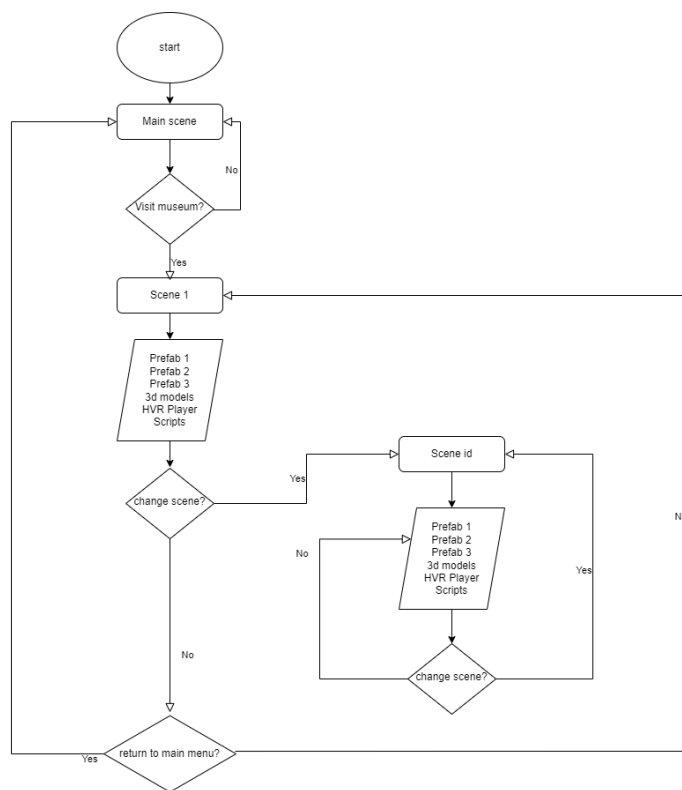 start
Main scene
No
Visit museum?
Yes
Scene 1
Prefab 1
Prefab 2
Prefab 3
3d models
HVR Player
Scripts
change scene?
Yes
Scene id
Prefab 1
Prefab 2
Prefab 3
3d models
HVR Player
Scripts
No
Yes
change scene?
No
return to main menu?
Yes